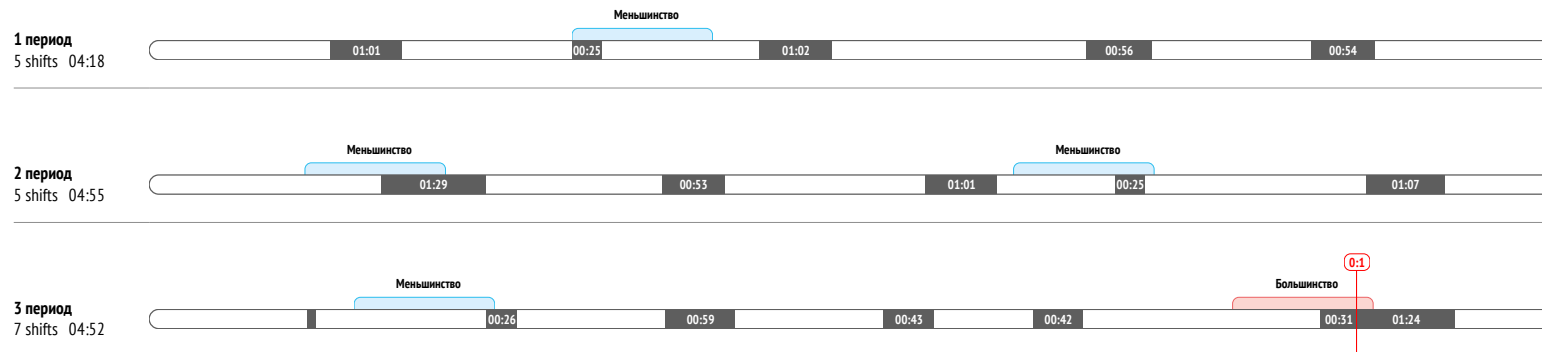 Меньшинство
1 период
5 shifts 04:18
01:01 00:25 01:02 00:56 00:54
Меньшинство Меньшинство
2 период
5 shifts 04:55
01:29 00:53 01:01 00:25 01:07
0:1
Меньшинство Большинство
3 период
7 shifts 04:52
00:26 00:59 00:43 00:42 00:31 01:24